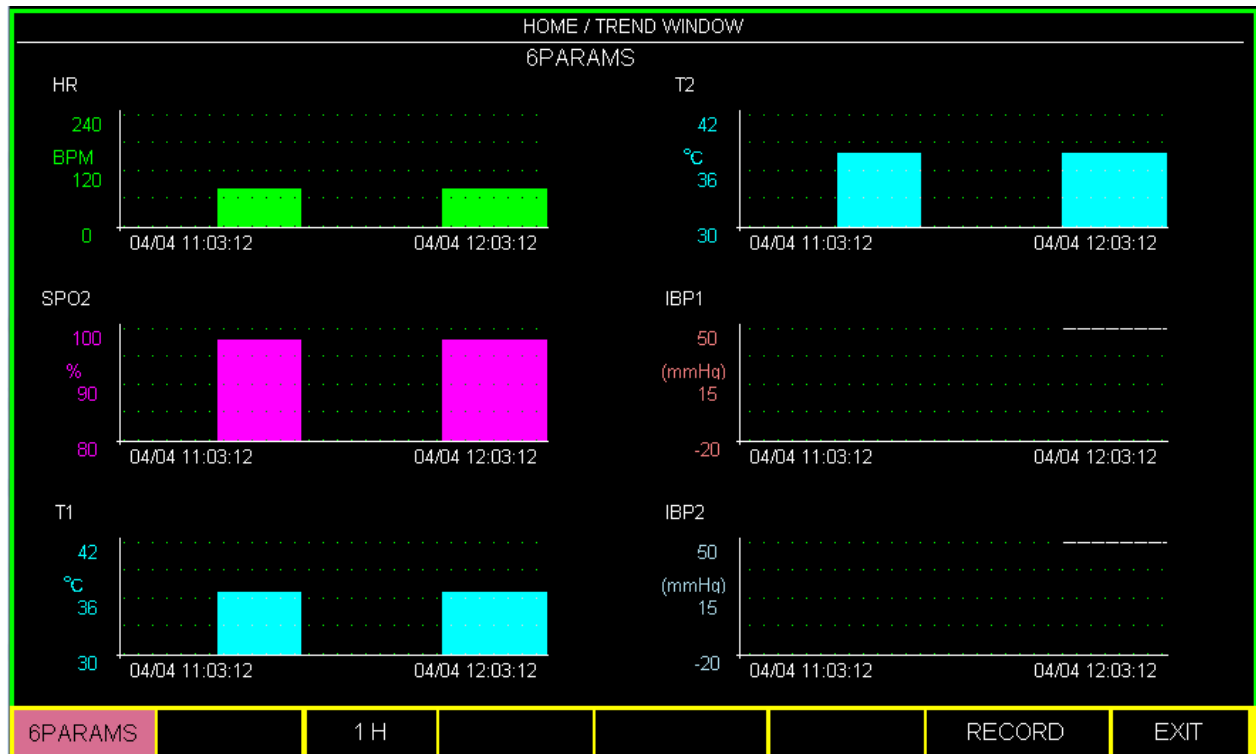 HOME / TREND WINDOW
6PARAMS
HR
240
BPM
120
0
04/04 11:03:12 04/04 12:03:12
T2
42
°C
36
30
04/04 11:03:12 04/04 12:03:12
SPO2
100
%
90
80
04/04 11:03:12 04/04 12:03:12
IBP1
50
(mmHg)
15
-20
04/04 11:03:12 04/04 12:03:12
T1
42
°C
36
30
04/04 11:03:12 04/04 12:03:12
IBP2
50
(mmHg)
15
-20
04/04 11:03:12 04/04 12:03:12
6PARAMS 1 H RECORD EXIT